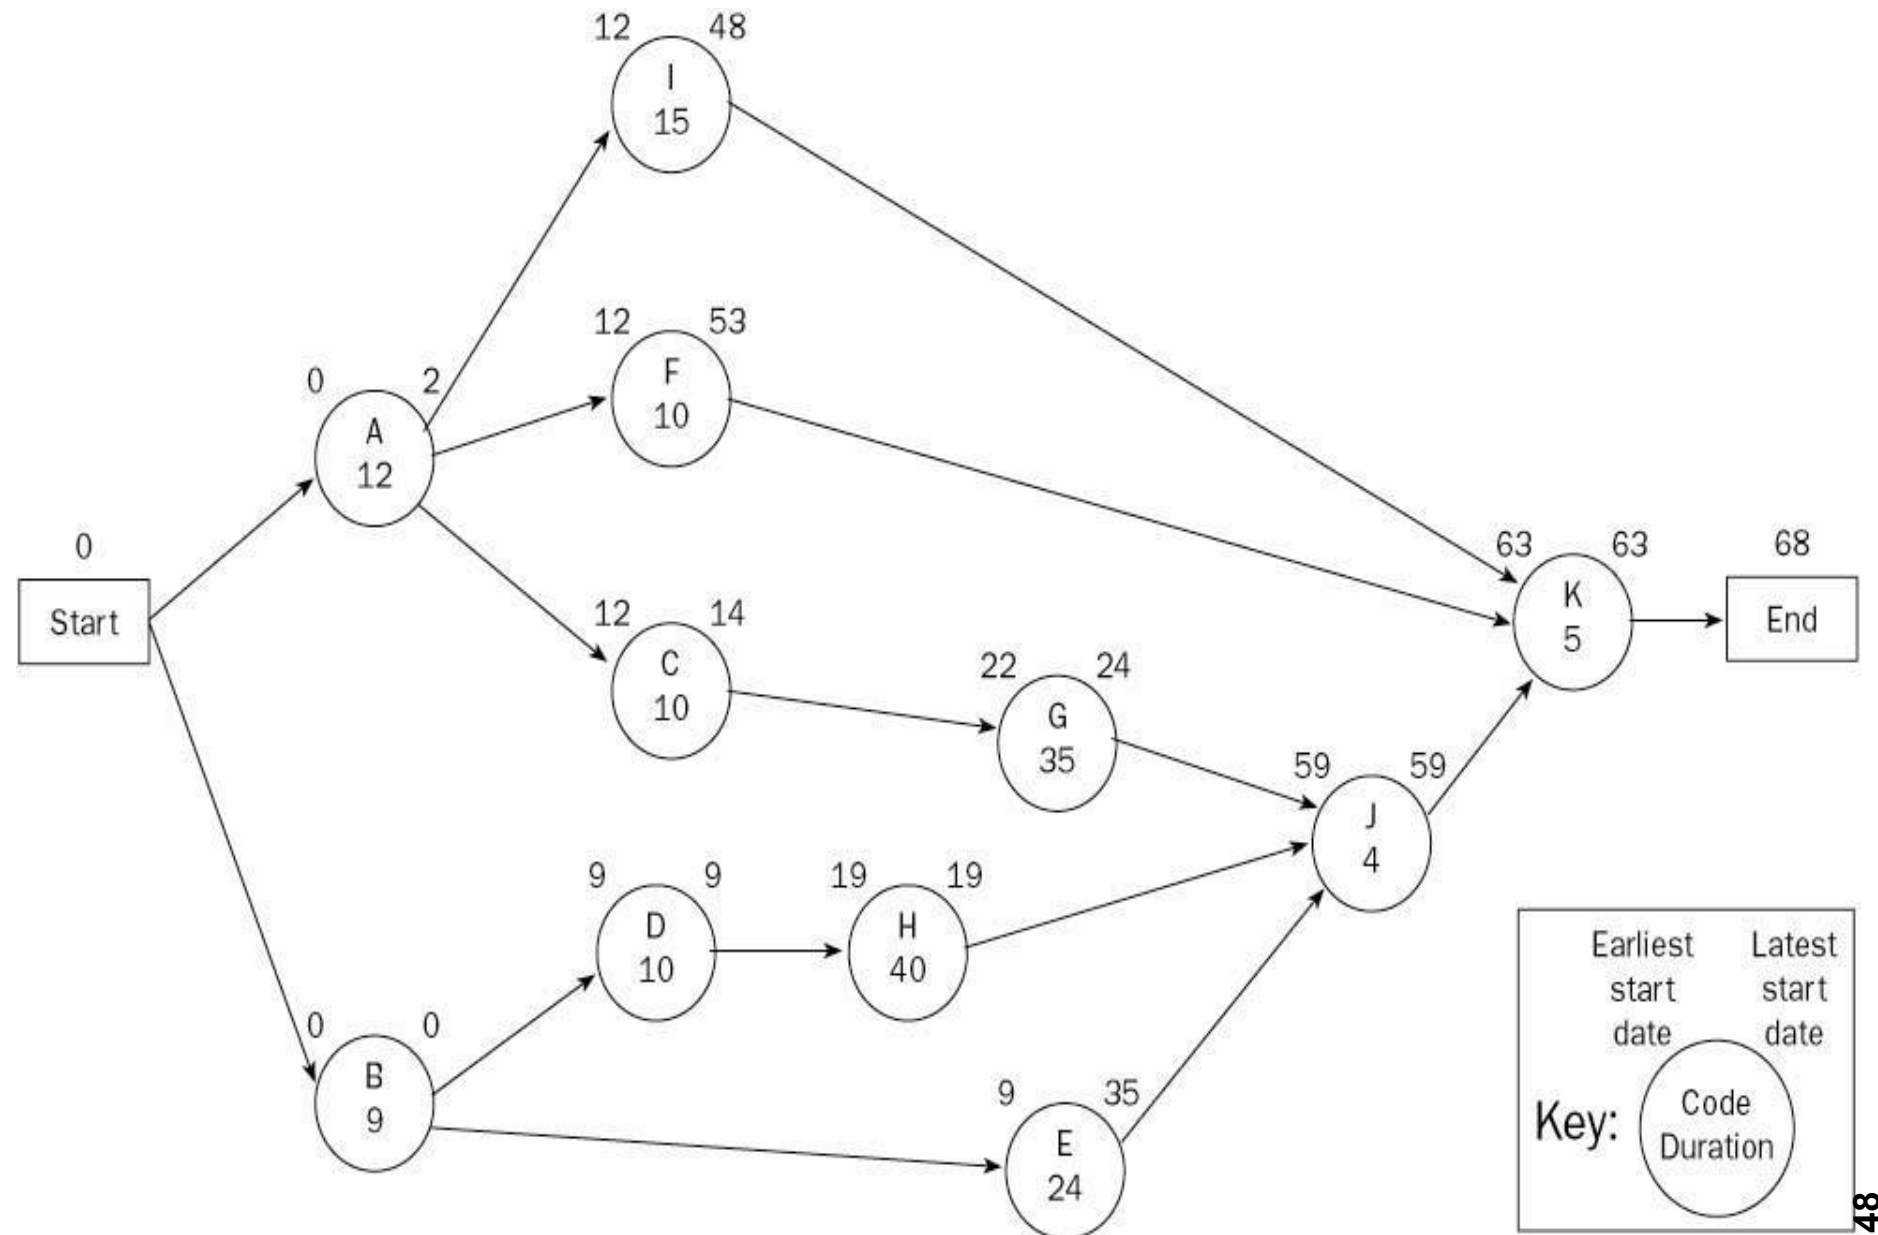 12 48
I
15
12 53
F
10
0 2
A
12
0
Start
12 14
C
10
22 24
G
35
63 63
K
5
68
End
59 59
J
4
9 9
D
10
19 19
H
40
0 0
B
9
9 35
E
24
Earliest Latest
start start
date date
Key:
Code
Duration
48